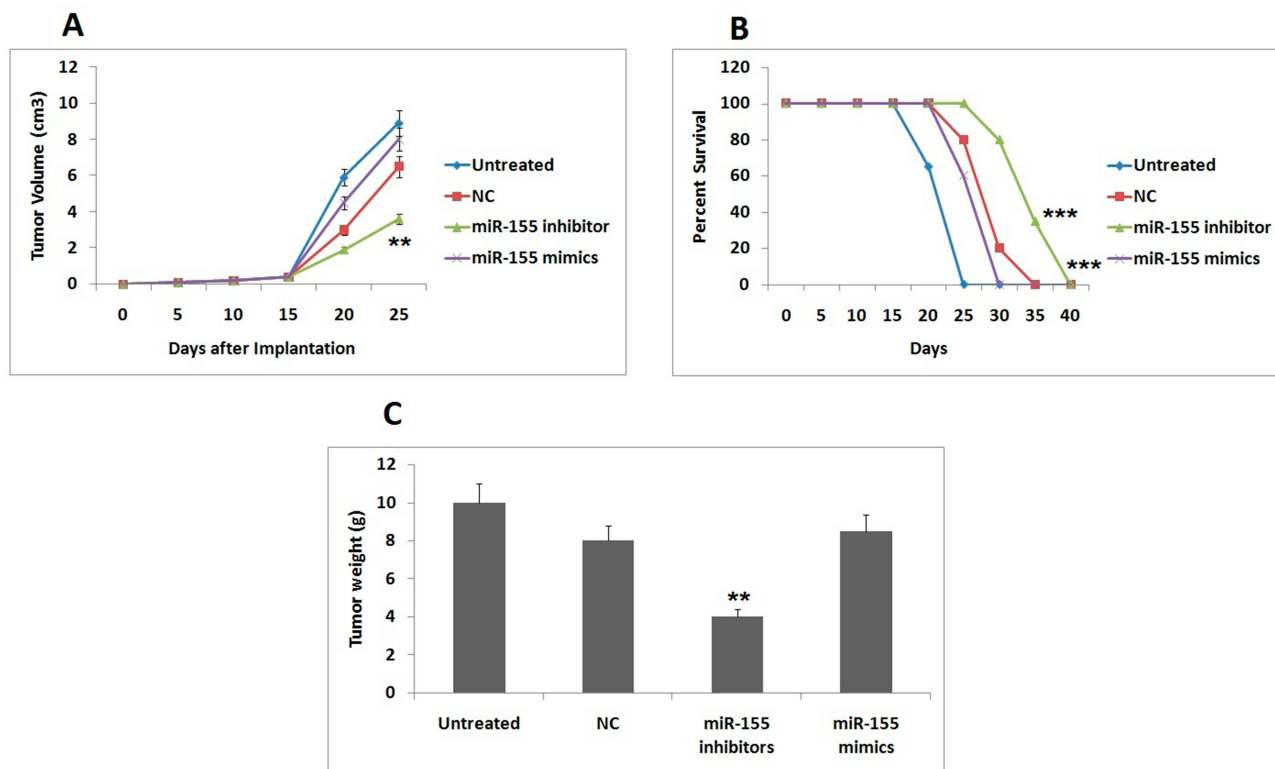 A
Tumor Volume (cm3)
12
10
8
6
4
2
0
0 5 10 15 20 25
Days after Implantation
**
Untreated
NC
miR-155 inhibitor
miR-155 mimics
B
Percent Survival
120
100
80
60
40
20
0
0 5 10 15 20 25 30 35 40
Days
***
***
Untreated
NC
miR-155 inhibitor
miR-155 mimics
C
Tumor weight (g)
12
10
8
6
4
2
0
**
Untreated
NC
miR-155
inhibitors
miR-155
mimics